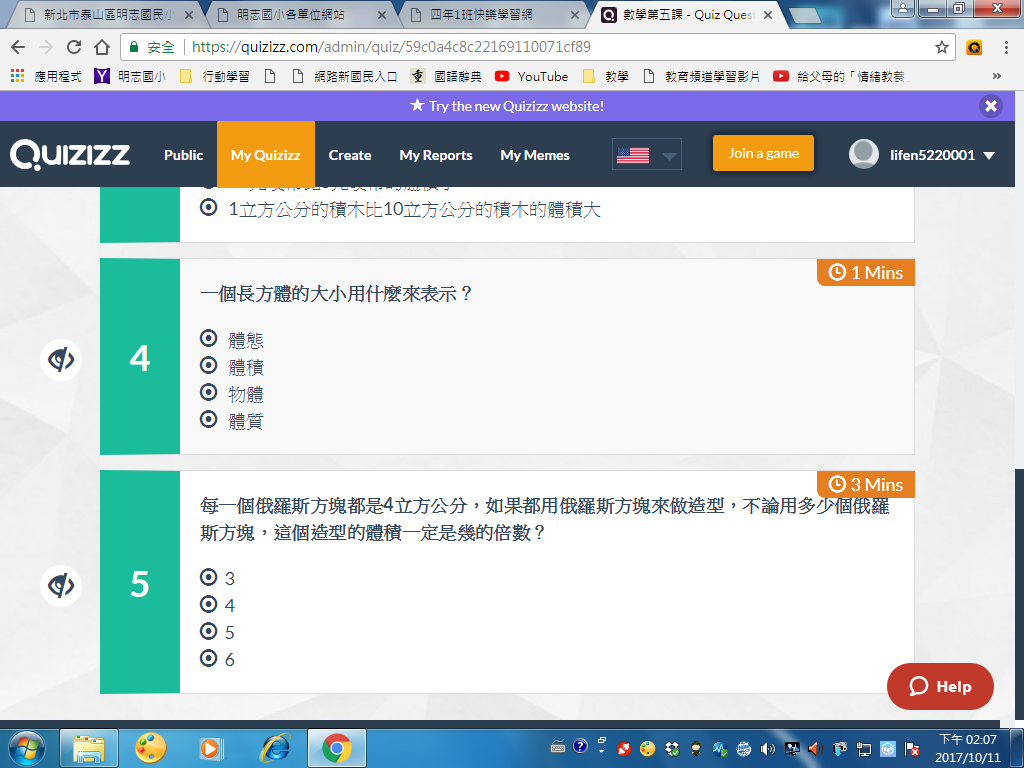 新北市泰山區明志國民小
明志國小各單位網站
四年1班快樂學習網
數學第五課 - Quiz Ques
安全
https://quizizz.com/admin/quiz/59c0a4c8c22169110071cf89
應用程式
明志國小
行動學習
網路新國民入口
國語辭典
YouTube
教學
教育頻道學習影片
給父母的「情緒教養
»
★ Try the new Quizizz website!
QUIZIZZ
Public
My Quizizz
Create
My Reports
My Memes
Join a game
lifen5220001
1立方公分的積木比10立方公分的積木的體積大
4
1 Mins
一個長方體的大小用什麼來表示？
體態
體積
物體
體質
5
3 Mins
每一個俄羅斯方塊都是4立方公分，如果都用俄羅斯方塊來做造型，不論用多少個俄羅
斯方塊，這個造型的體積一定是幾的倍數？
3
4
5
6
Help
下午 02:07
2017/10/11